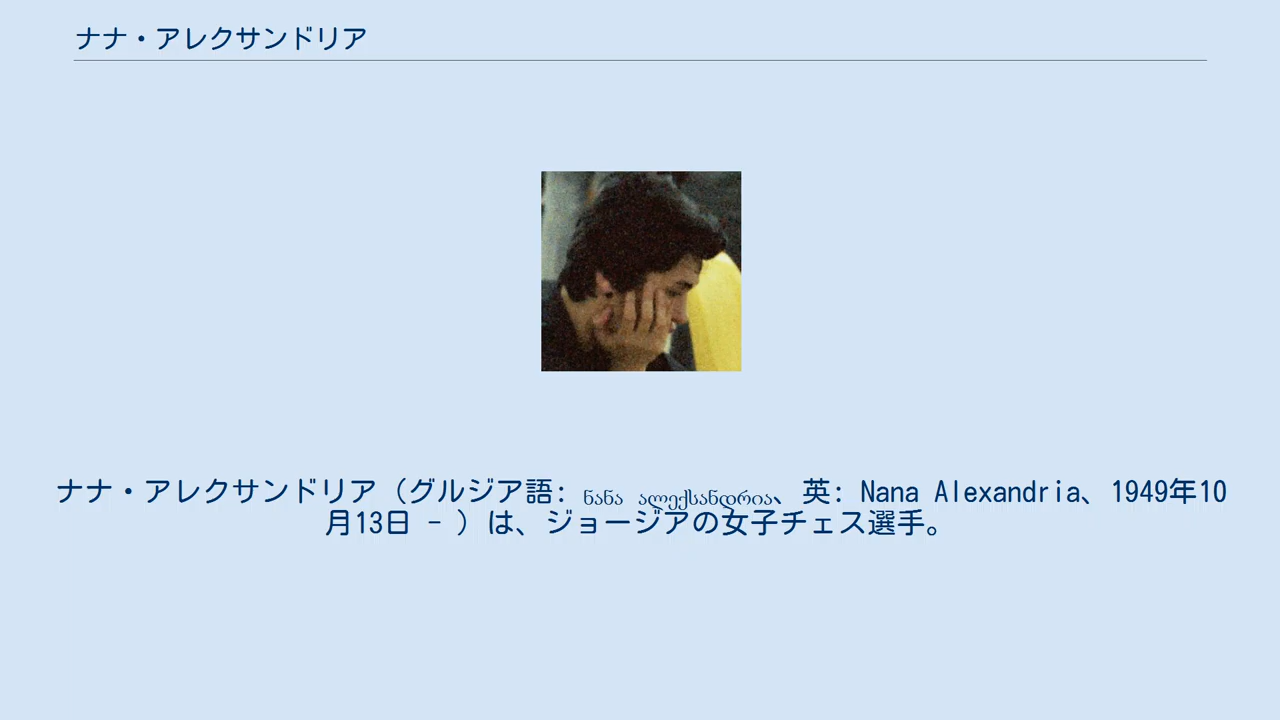 ナナ・アレクサンドリア
ナナ・アレクサンドリア（グルジア語: ნანა ალექსანდრია、英: Nana Alexandria、1949年10
月13日 - ）は、ジョージアの女子チェス選手。